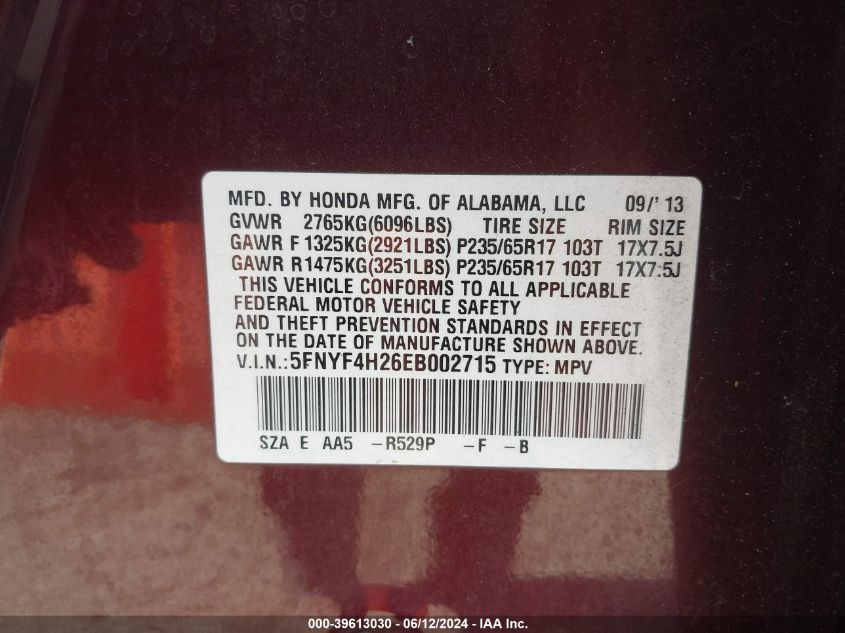 MFD. BY HONDA MFG. OF ALABAMA, LLC 09/'13
GVWR 2765KG(6096LBS) TIRE SIZE RIM SIZE
GAWR F 1325KG(2921LBS) P235/65R17 103T 17X7.5J
GAWR R1475KG(3251LBS) P235/65R17 103T 17X7.5J
THIS VEHICLE CONFORMS TO ALL APPLICABLE
FEDERAL MOTOR VEHICLE SAFETY
AND THEFT PREVENTION STANDARDS IN EFFECT
ON THE DATE OF MANUFACTURE SHOWN ABOVE.
V.I.N.:5FNYF4H26EB002715 TYPE: MPV
SZA E AA5 -R529P -F -B
000-39613030 - 06/12/2024 - IAA Inc.